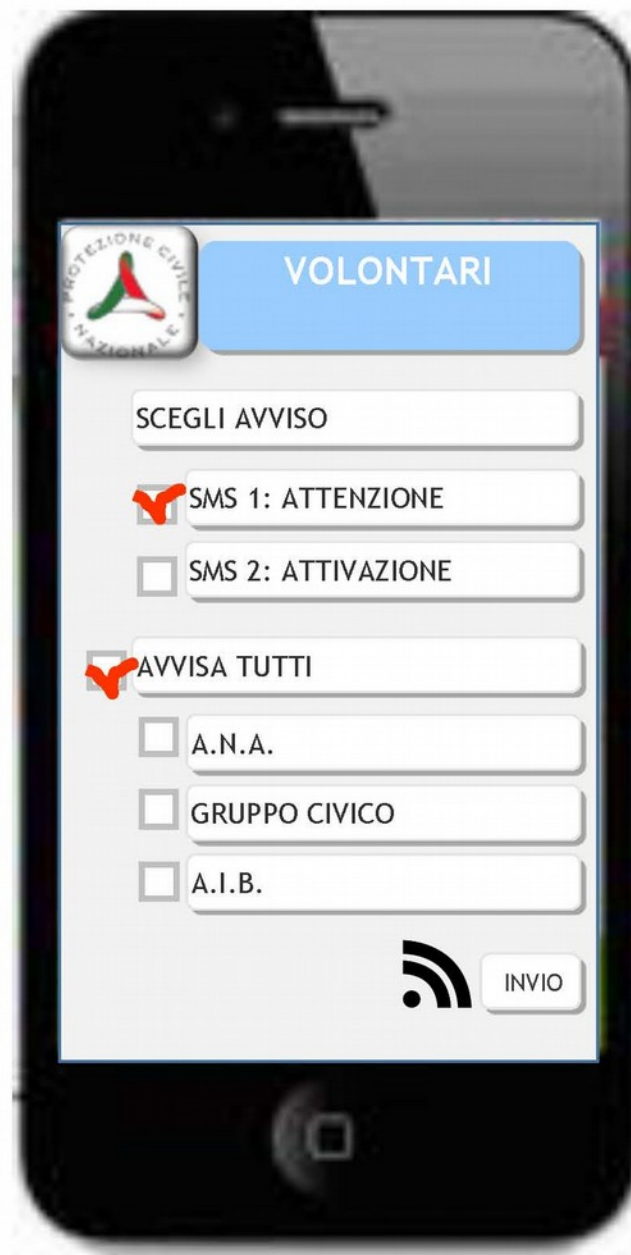 PROTEZIONE CIVILE
NAZIONALE
VOLONTARI
SCEGLI AVVISO
SMS 1: ATTENZIONE
SMS 2: ATTIVAZIONE
AVVISA TUTTI
A.N.A.
GRUPPO CIVICO
A.I.B.
INVIO